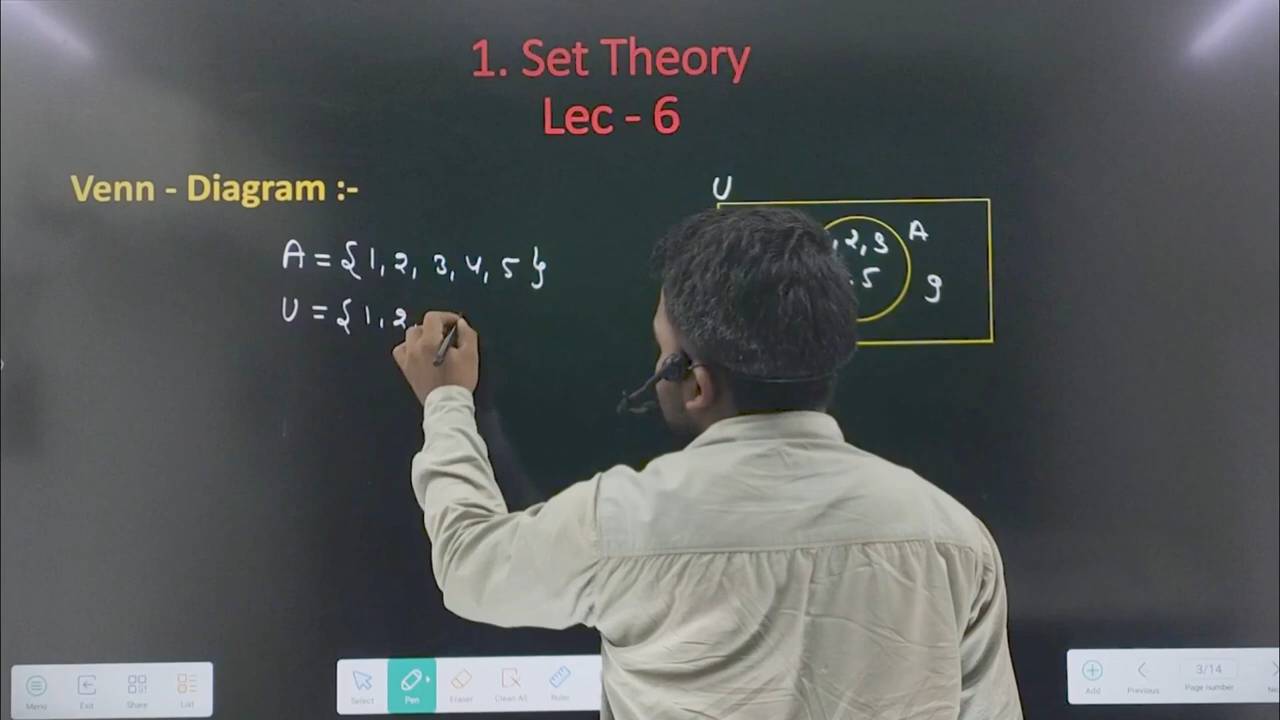 1. Set Theory
Lec - 6
Venn - Diagram :-
U
A = {1, 2, 3, 4, 5}
, 2, 3 A
. 5 9
U = {1, 2
Menu Exit Share List
Select Pen Eraser Clean All Ruler
Add Previous 3/14 Page number